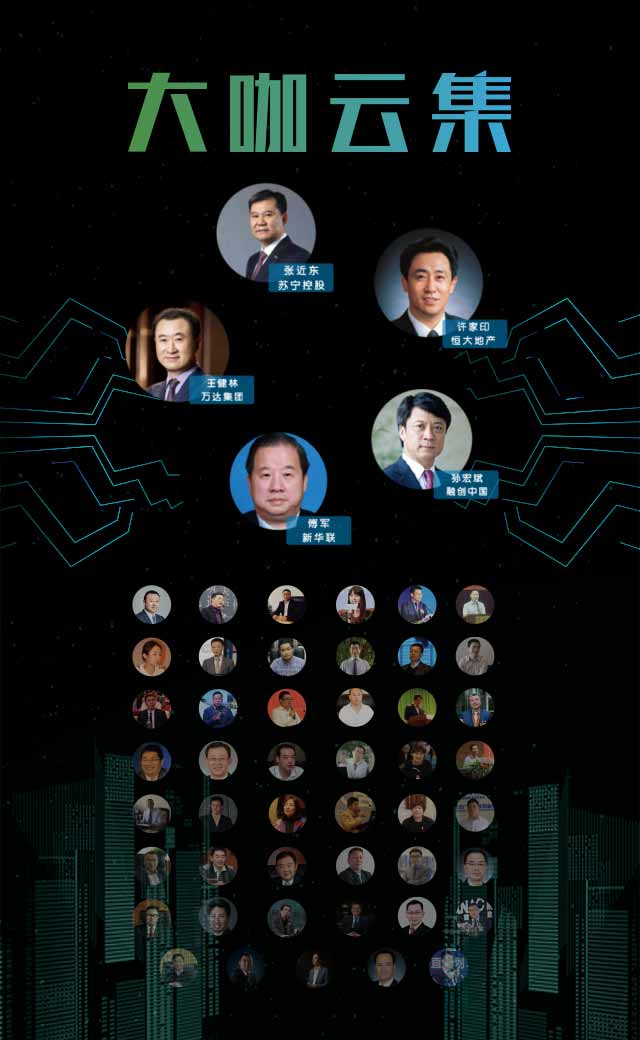 大咖云集
张近东
苏宁控股
许家印
恒大地产
王健林
万达集团
孙宏斌
融创中国
傅军
新华联